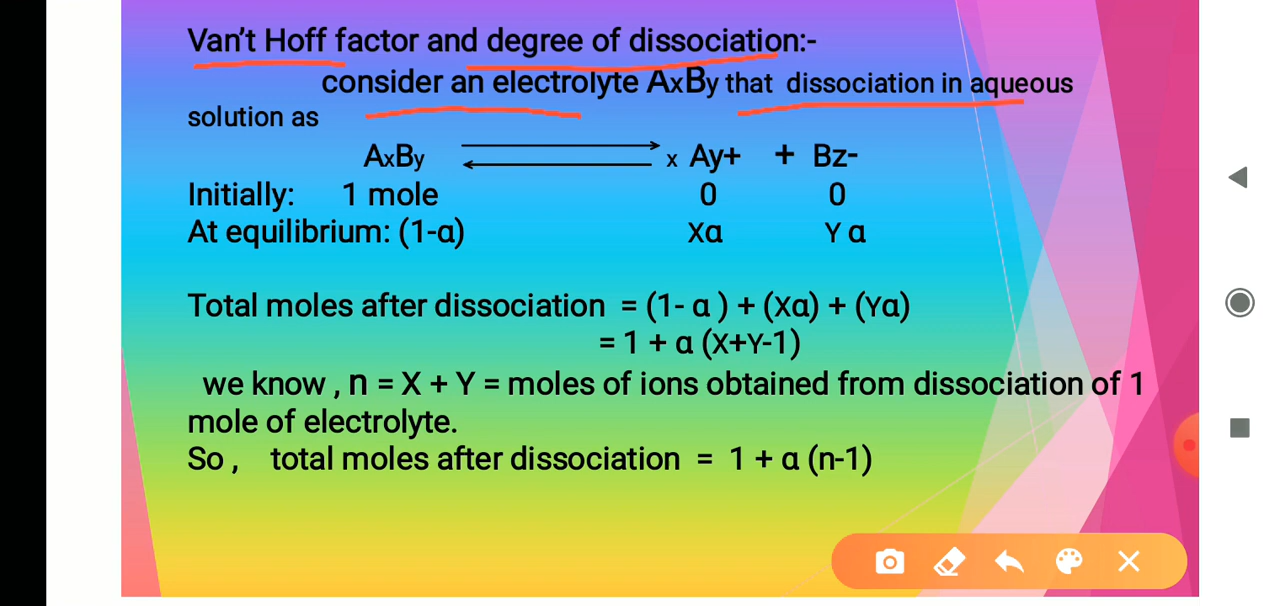 Van't Hoff factor and degree of dissociation:-
consider an electrolyte AxBy that dissociation in aqueous
solution as
AxBy ⇌ x Ay+ + Bz-
Initially: 1 mole 0 0
At equilibrium: (1-α) Xα Y α
Total moles after dissociation = (1- α ) + (Xα) + (Yα)
= 1 + α (X+Y-1)
we know , n = X + Y = moles of ions obtained from dissociation of 1
mole of electrolyte.
So , total moles after dissociation = 1 + α (n-1)